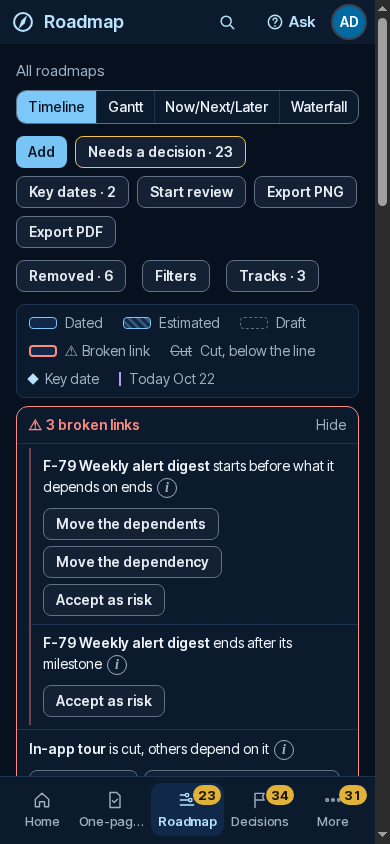 Roadmap
Ask
AD
All roadmaps
Timeline Gantt Now/Next/Later Waterfall
Add Needs a decision · 23
Key dates · 2 Start review Export PNG
Export PDF
Removed · 6 Filters Tracks · 3
Dated Estimated Draft
⚠ Broken link Cut Cut, below the line
Key date Today Oct 22
⚠ 3 broken links Hide
F-79 Weekly alert digest starts before what it
depends on ends i
Move the dependents
Move the dependency
Accept as risk
F-79 Weekly alert digest ends after its
milestone i
Accept as risk
In-app tour is cut, others depend on it i
23 34 31
Home One-pag... Roadmap Decisions More